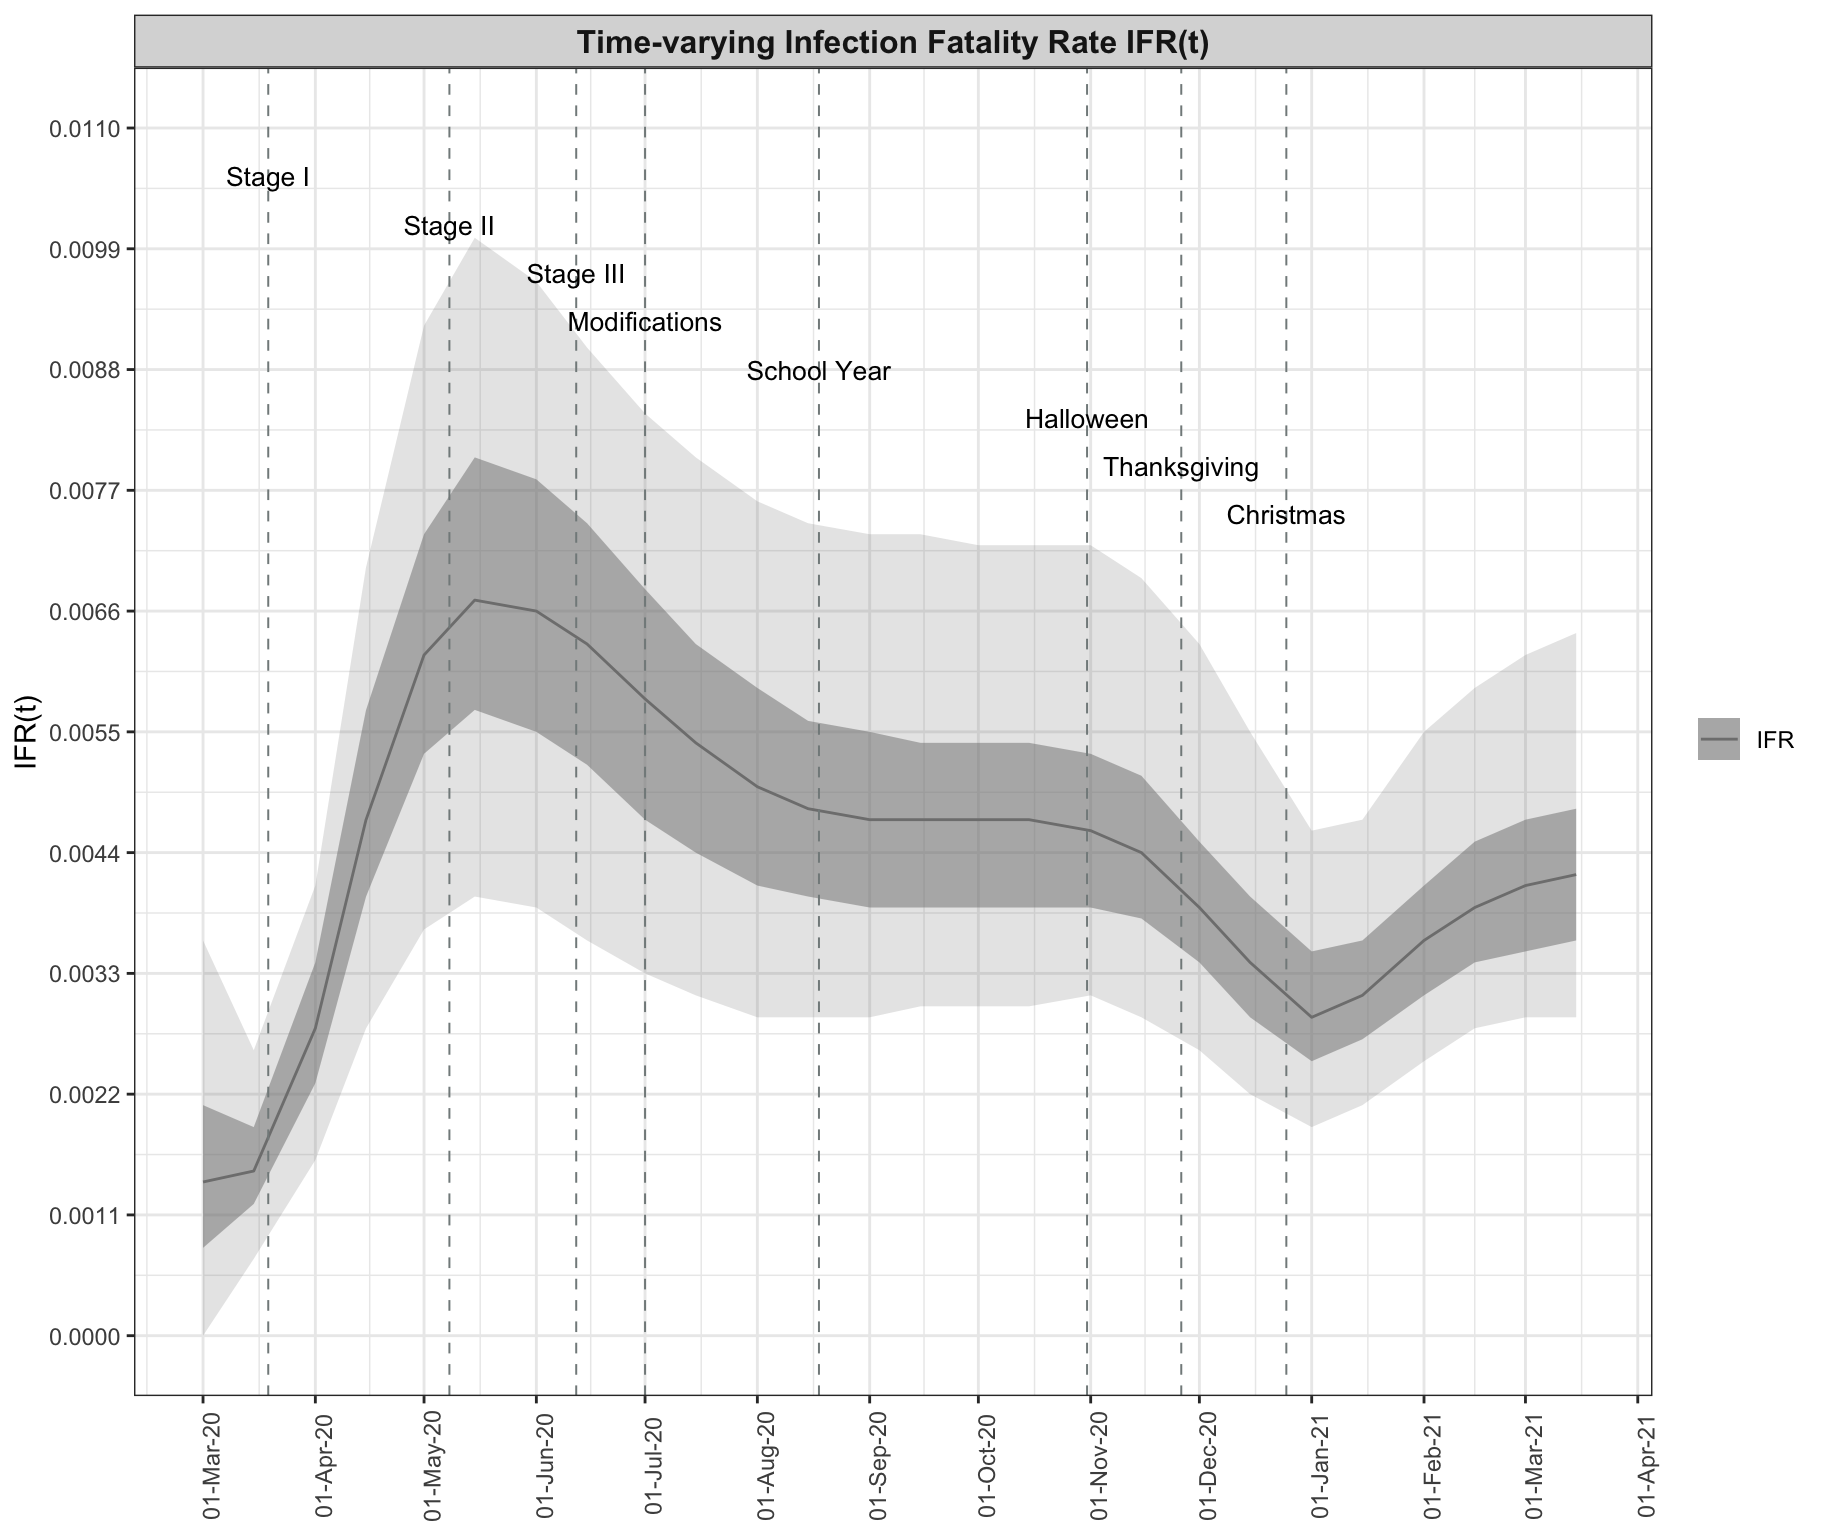 Time-varying Infection Fatality Rate IFR(t)
0.0110
Stage I
Stage II
0.0099
Stage III
Modifications
0.0088
School Year
Halloween
Thanksgiving
0.0077
Christmas
0.0066
IFR(t)
0.0055
IFR
0.0044
0.0033
0.0022
0.0011
0.0000
01-Mar-20
01-Apr-20
01-May-20
01-Jun-20
01-Jul-20
01-Aug-20
01-Sep-20
01-Oct-20
01-Nov-20
01-Dec-20
01-Jan-21
01-Feb-21
01-Mar-21
01-Apr-21